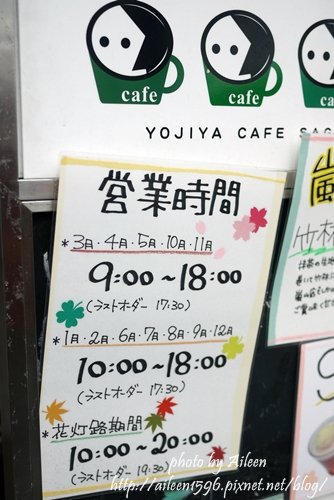 cafe
cafe
YOJIYA CAFE SAG
営業時間
*3月・4月・5月・10月・11月
9:00~18:00
(ラストオーダー 17:30)
*1月・2月・6月・7月・8月・9月・12月
10:00~18:00
(ラストオーダー 17:30)
*花灯路期間
10:00~20:00
(ラストオーダー 19:30)
嵐
竹林
photo by Aileen
http://aileen1596.pixnet.net/blog/